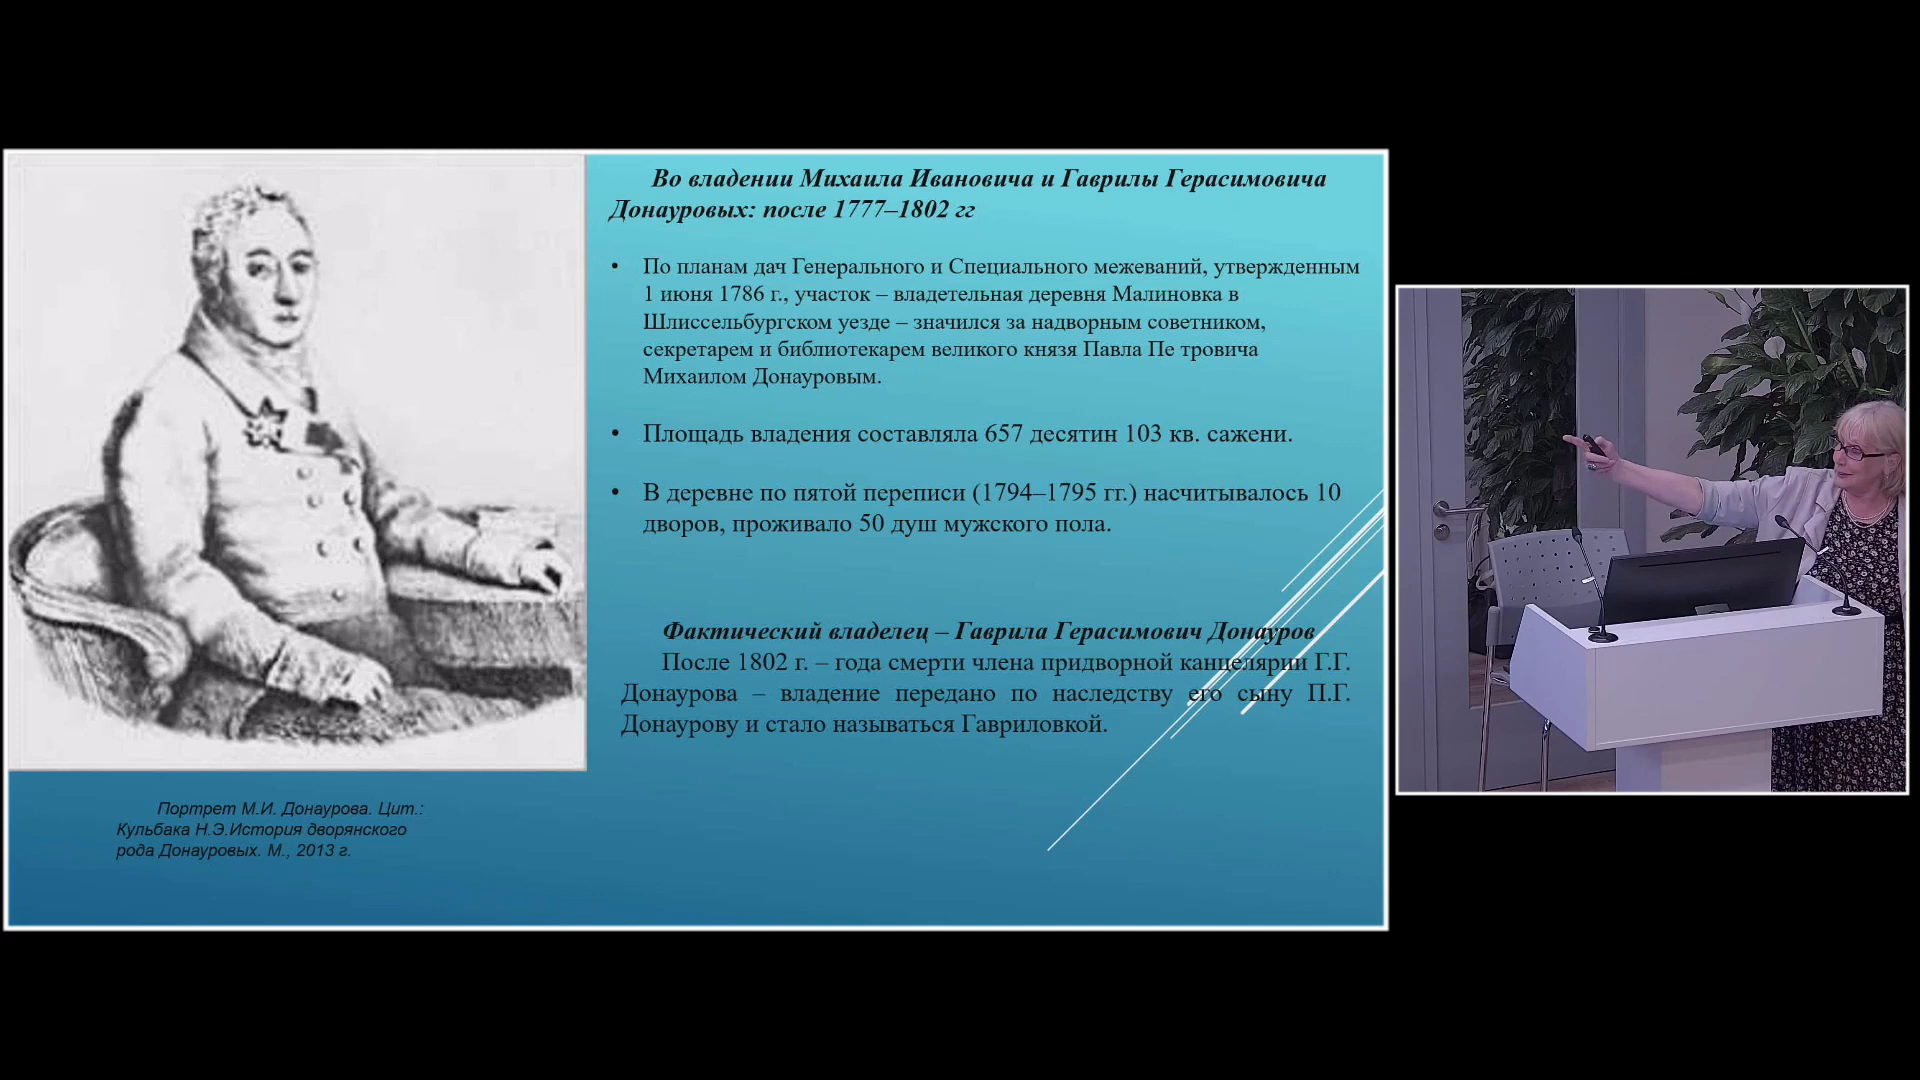 Во владении Михаила Ивановича и Гаврилы Герасимовича
Донауровых: после 1777–1802 гг
• По планам дач Генерального и Специального межеваний, утвержденным
1 июня 1786 г., участок – владетельная деревня Малиновка в
Шлиссельбургском уезде – значился за надворным советником,
секретарем и библиотекарем великого князя Павла Пе тровича
Михаилом Донауровым.
• Площадь владения составляла 657 десятин 103 кв. сажени.
• В деревне по пятой переписи (1794–1795 гг.) насчитывалось 10
дворов, проживало 50 душ мужского пола.
Фактический владелец – Гаврила Герасимович Донауров
После 1802 г. – года смерти члена придворной канцелярии Г.Г.
Донаурова – владение передано по наследству его сыну П.Г.
Донаурову и стало называться Гавриловкой.
Портрет М.И. Донаурова. Цит.:
Кульбака Н.Э.История дворянского
рода Донауровых. М., 2013 г.